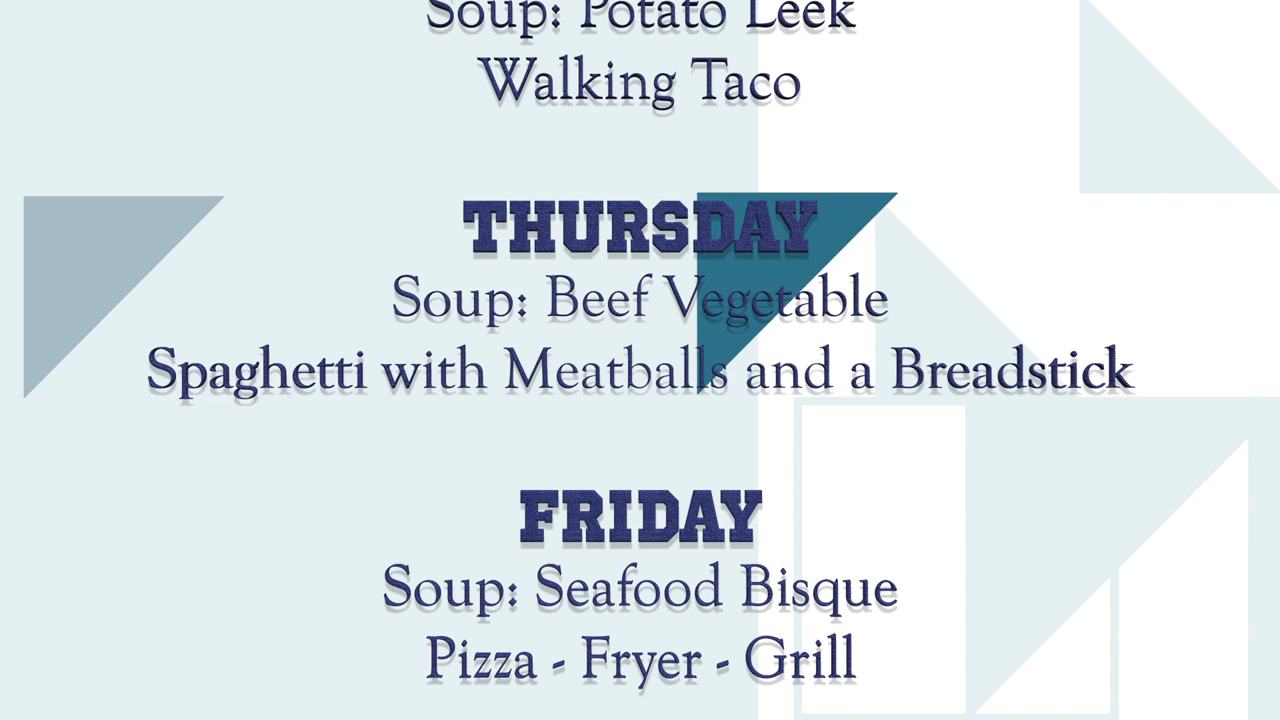 Soup: Potato Leek
Walking Taco
THURSDAY
Soup: Beef Vegetable
Spaghetti with Meatballs and a Breadstick
FRIDAY
Soup: Seafood Bisque
Pizza - Fryer - Grill